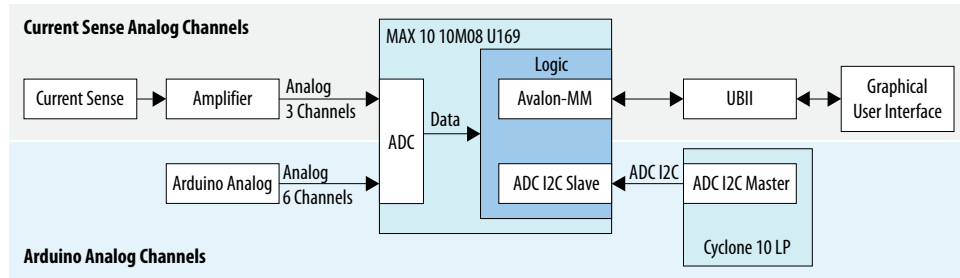 Current Sense Analog Channels
MAX 10 10M08 U169
Logic
Current Sense
Amplifier
Analog
3 Channels
ADC
Data
Avalon-MM
UBII
Graphical
User Interface
Arduino Analog
Analog
6 Channels
ADC I2C Slave
ADC I2C
ADC I2C Master
Cyclone 10 LP
Arduino Analog Channels